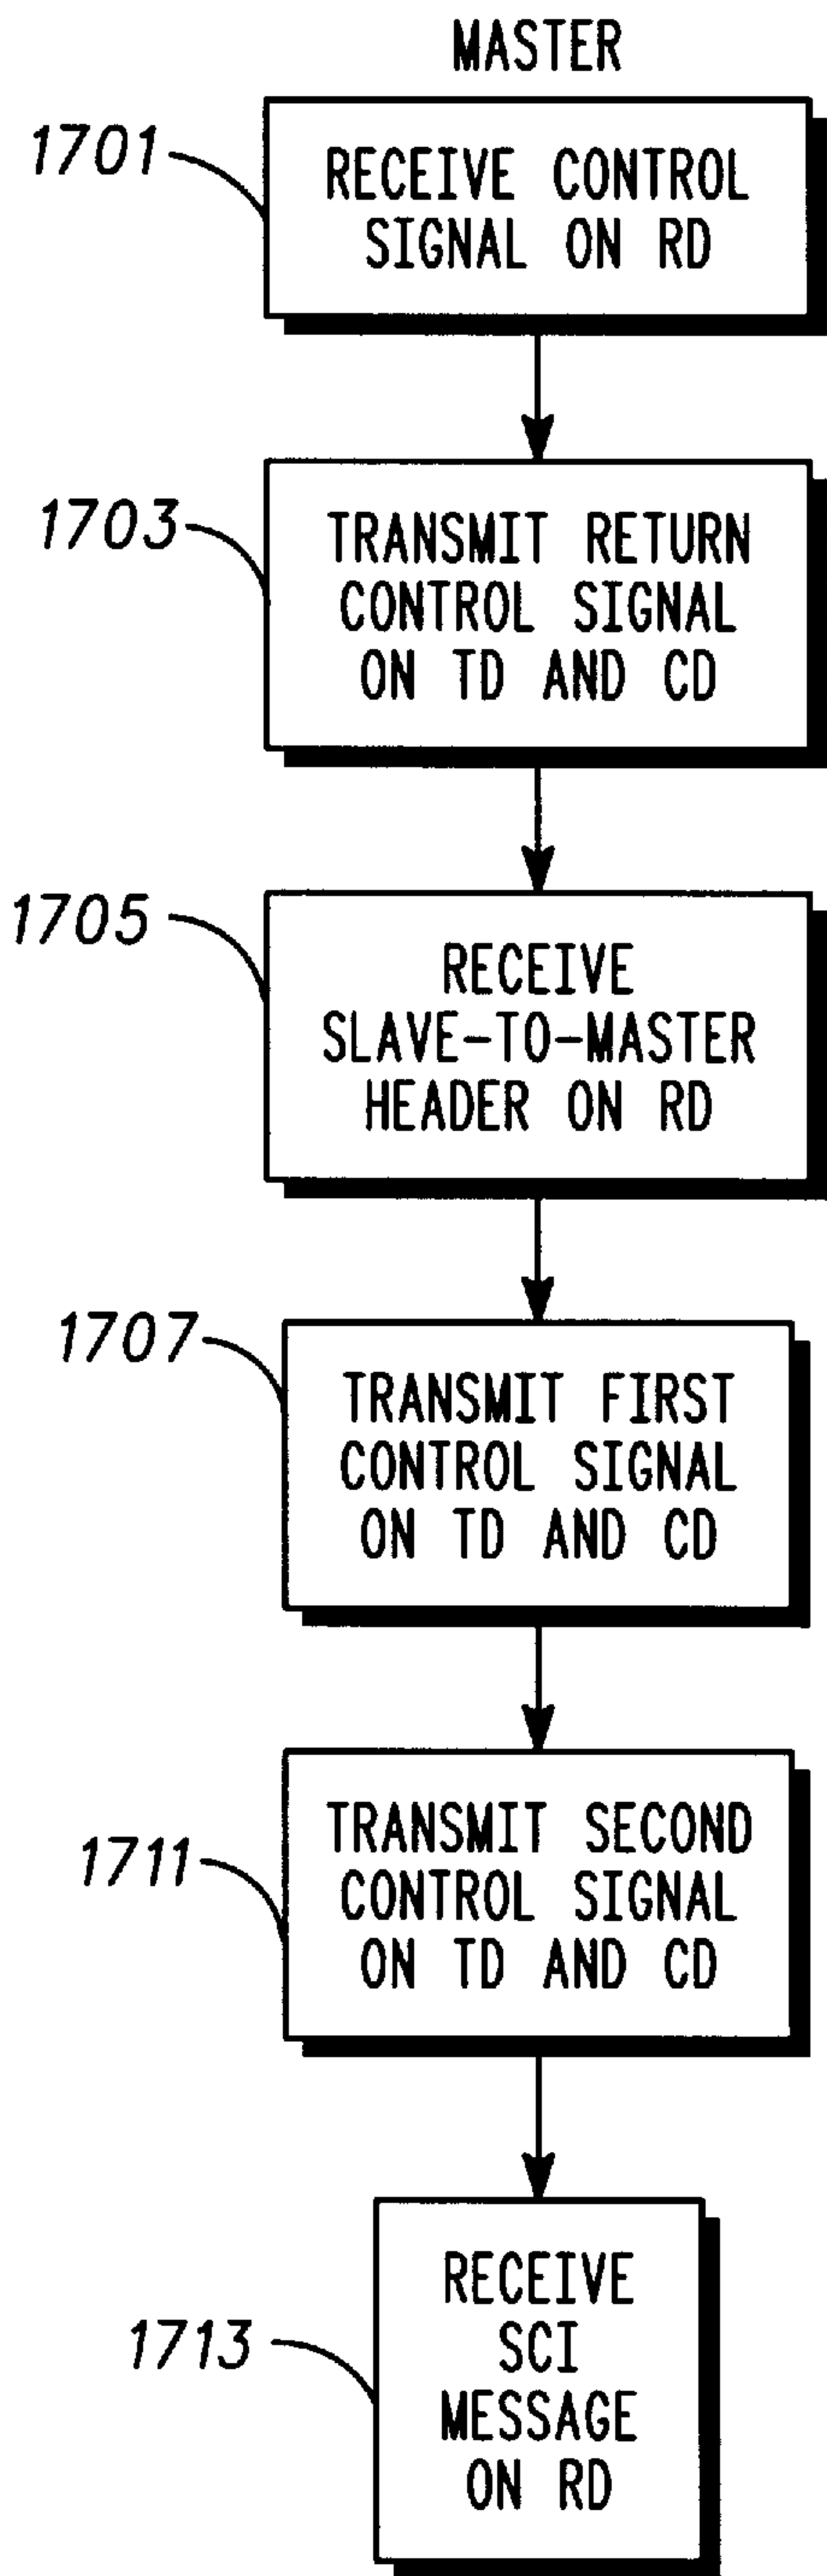 MASTER
1701
RECEIVE CONTROL
SIGNAL ON RD
1703
TRANSMIT RETURN
CONTROL SIGNAL
ON TD AND CD
1705
RECEIVE
SLAVE-TO-MASTER
HEADER ON RD
1707
TRANSMIT FIRST
CONTROL SIGNAL
ON TD AND CD
1711
TRANSMIT SECOND
CONTROL SIGNAL
ON TD AND CD
1713
RECEIVE
SCI
MESSAGE
ON RD